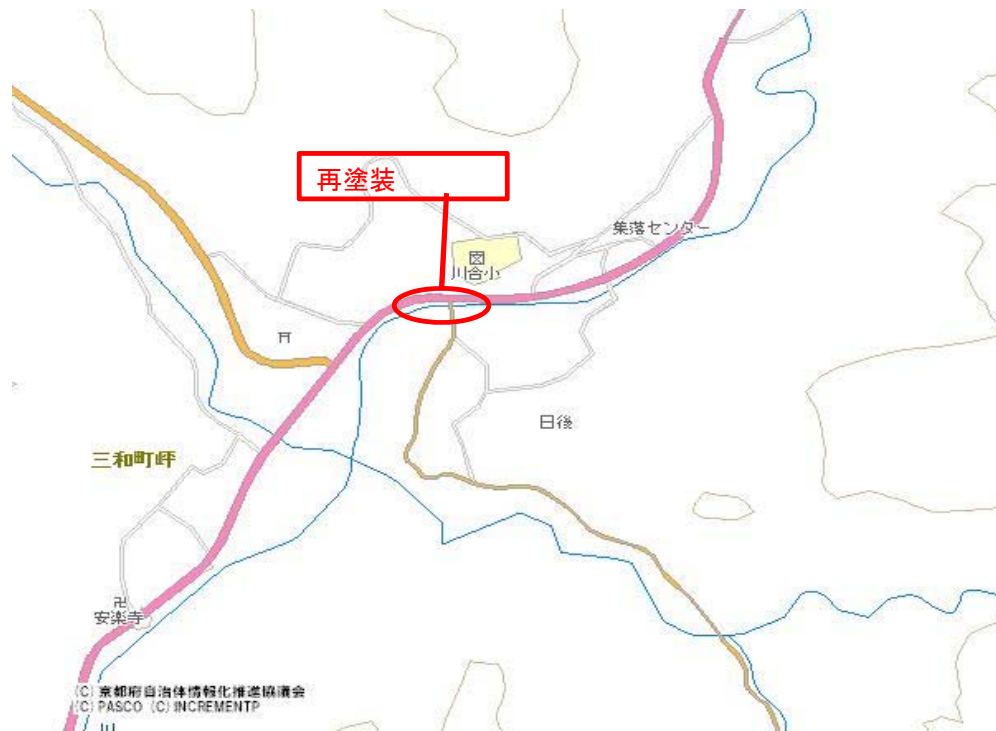 再塗装
集落センター
川合小
日後
三和町岼
安楽寺
(C) 京都府自治体情報化推進協議会
(C) PASCO (C) INCREMENTP
川